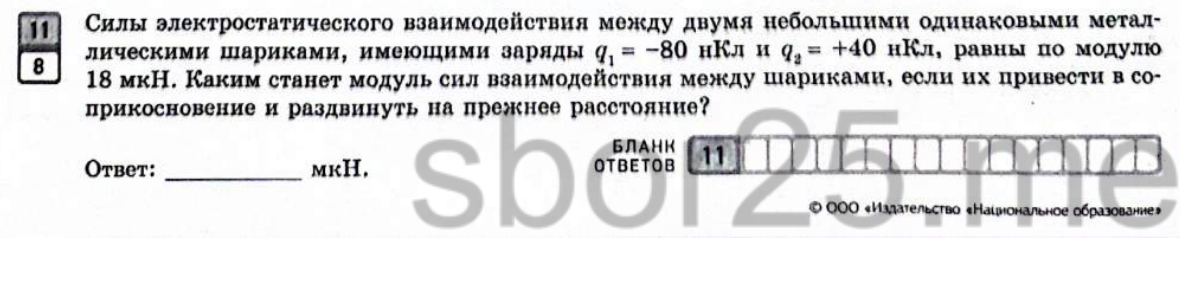 11
8
Силы электростатического взаимодействия между двумя небольшими одинаковыми метал-
лическими шариками, имеющими заряды q₁ = −80 нКл и q₂ = +40 нКл, равны по модулю
18 мкН. Каким станет модуль сил взаимодействия между шариками, если их привести в со-
прикосновение и раздвинуть на прежнее расстояние?
Ответ: __________ мкН.
БЛАНК
ОТВЕТОВ
11
sbor25.me
© ООО «Издательство «Национальное образование»